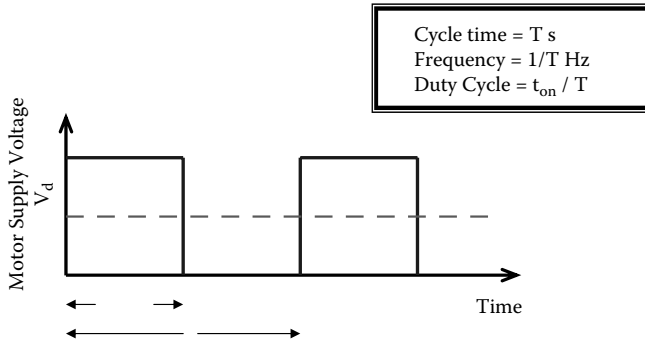 Cycle time = T s
Frequency = 1/T Hz
Duty Cycle = t_on / T
Motor Supply Voltage
V_d
Time